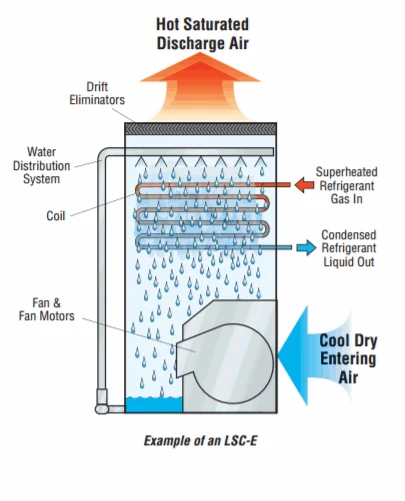 Hot Saturated
Discharge Air
Drift
Eliminators
Water
Distribution
System
Superheated
Refrigerant
Gas In
Coil
Condensed
Refrigerant
Liquid Out
Fan &
Fan Motors
Cool Dry
Entering
Air
Example of an LSC-E